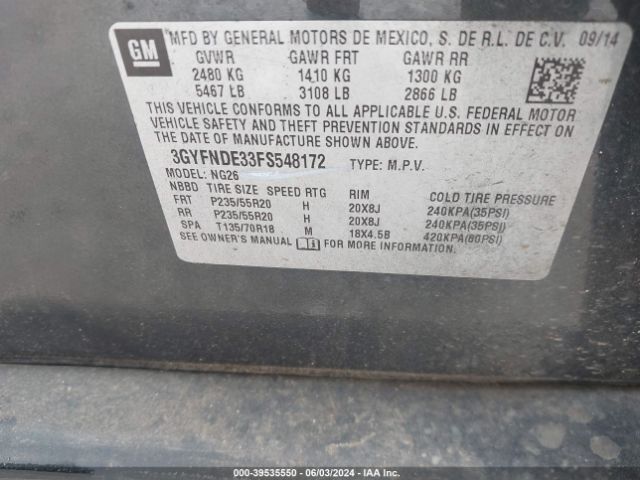 GM
MFD BY GENERAL MOTORS DE MEXICO, S. DE R.L. DE C.V. 09/14
GVWR GAWR FRT GAWR RR
2480 KG 1410 KG 1300 KG
5467 LB 3108 LB 2866 LB
THIS VEHICLE CONFORMS TO ALL APPLICABLE U.S. FEDERAL MOTOR
VEHICLE SAFETY AND THEFT PREVENTION STANDARDS IN EFFECT ON
THE DATE OF MANUFACTURE SHOWN ABOVE.
3GYFNDE33FS548172 TYPE: M.P.V.
MODEL: NG26
NBBD TIRE SIZE SPEED RTG RIM COLD TIRE PRESSURE
FRT P235/55R20 H 20X8J 240KPA(35PSI)
RR P235/55R20 H 20X8J 240KPA(35PSI)
SPA T135/70R18 M 18X4.5B 420KPA(60PSI)
SEE OWNER'S MANUAL FOR MORE INFORMATION.
000-39535550 - 06/03/2024 - IAA Inc.